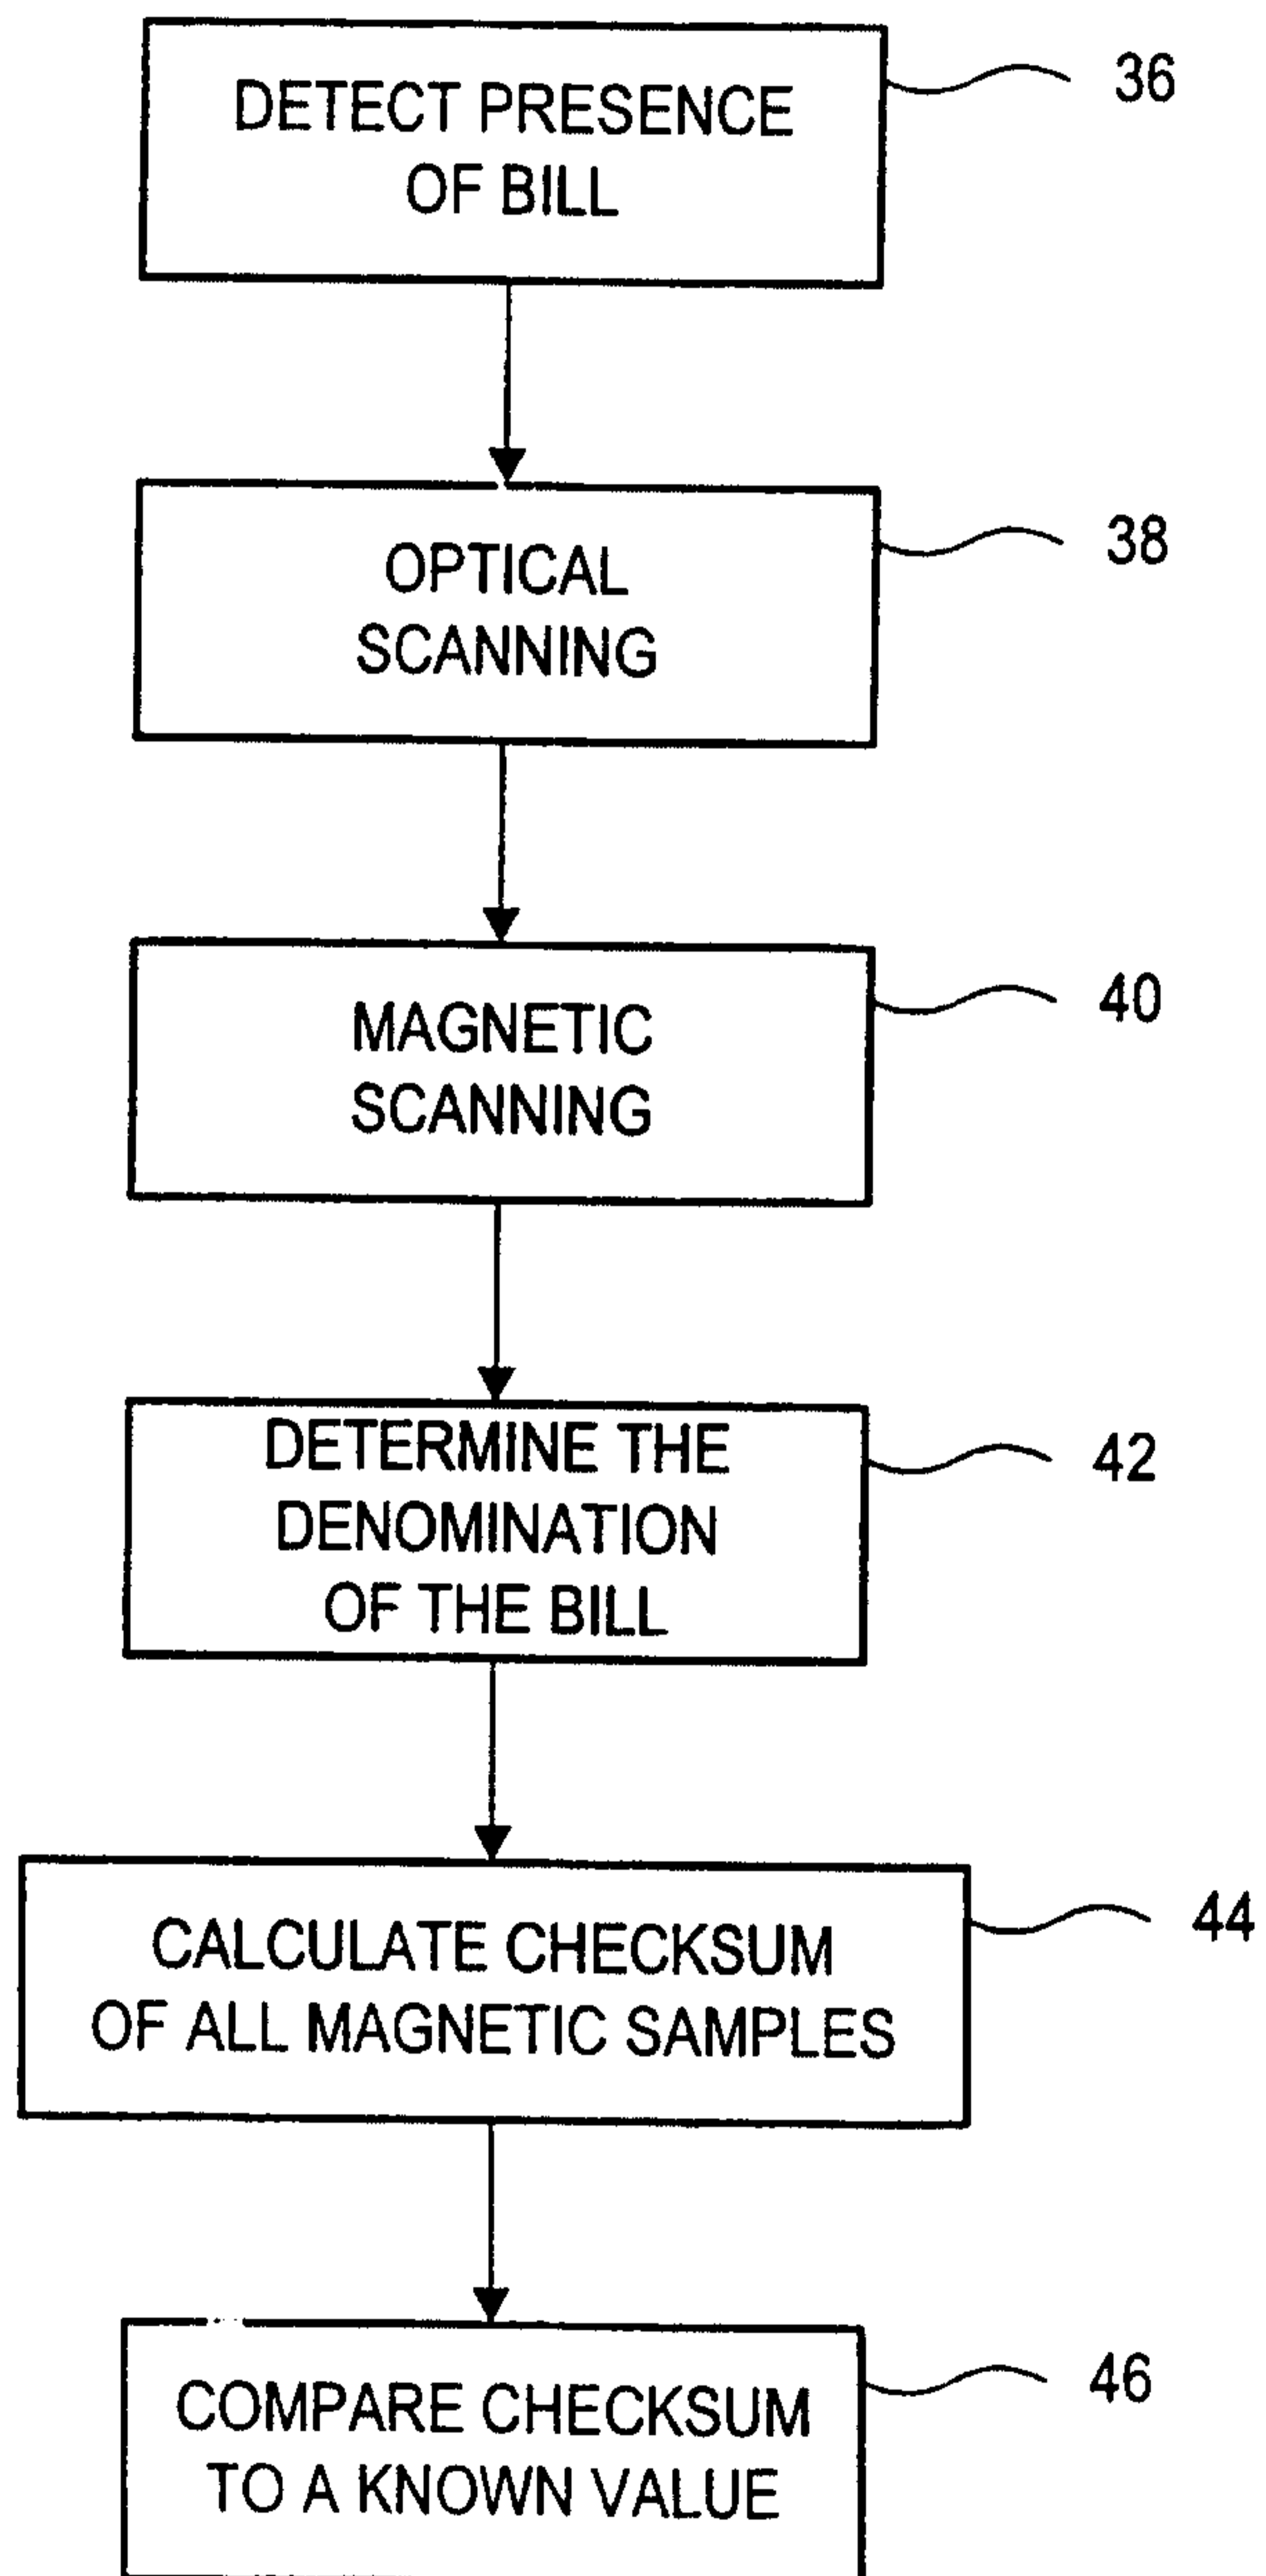 DETECT PRESENCE
OF BILL
36
OPTICAL
SCANNING
38
MAGNETIC
SCANNING
40
DETERMINE THE
DENOMINATION
OF THE BILL
42
CALCULATE CHECKSUM
OF ALL MAGNETIC SAMPLES
44
COMPARE CHECKSUM
TO A KNOWN VALUE
46